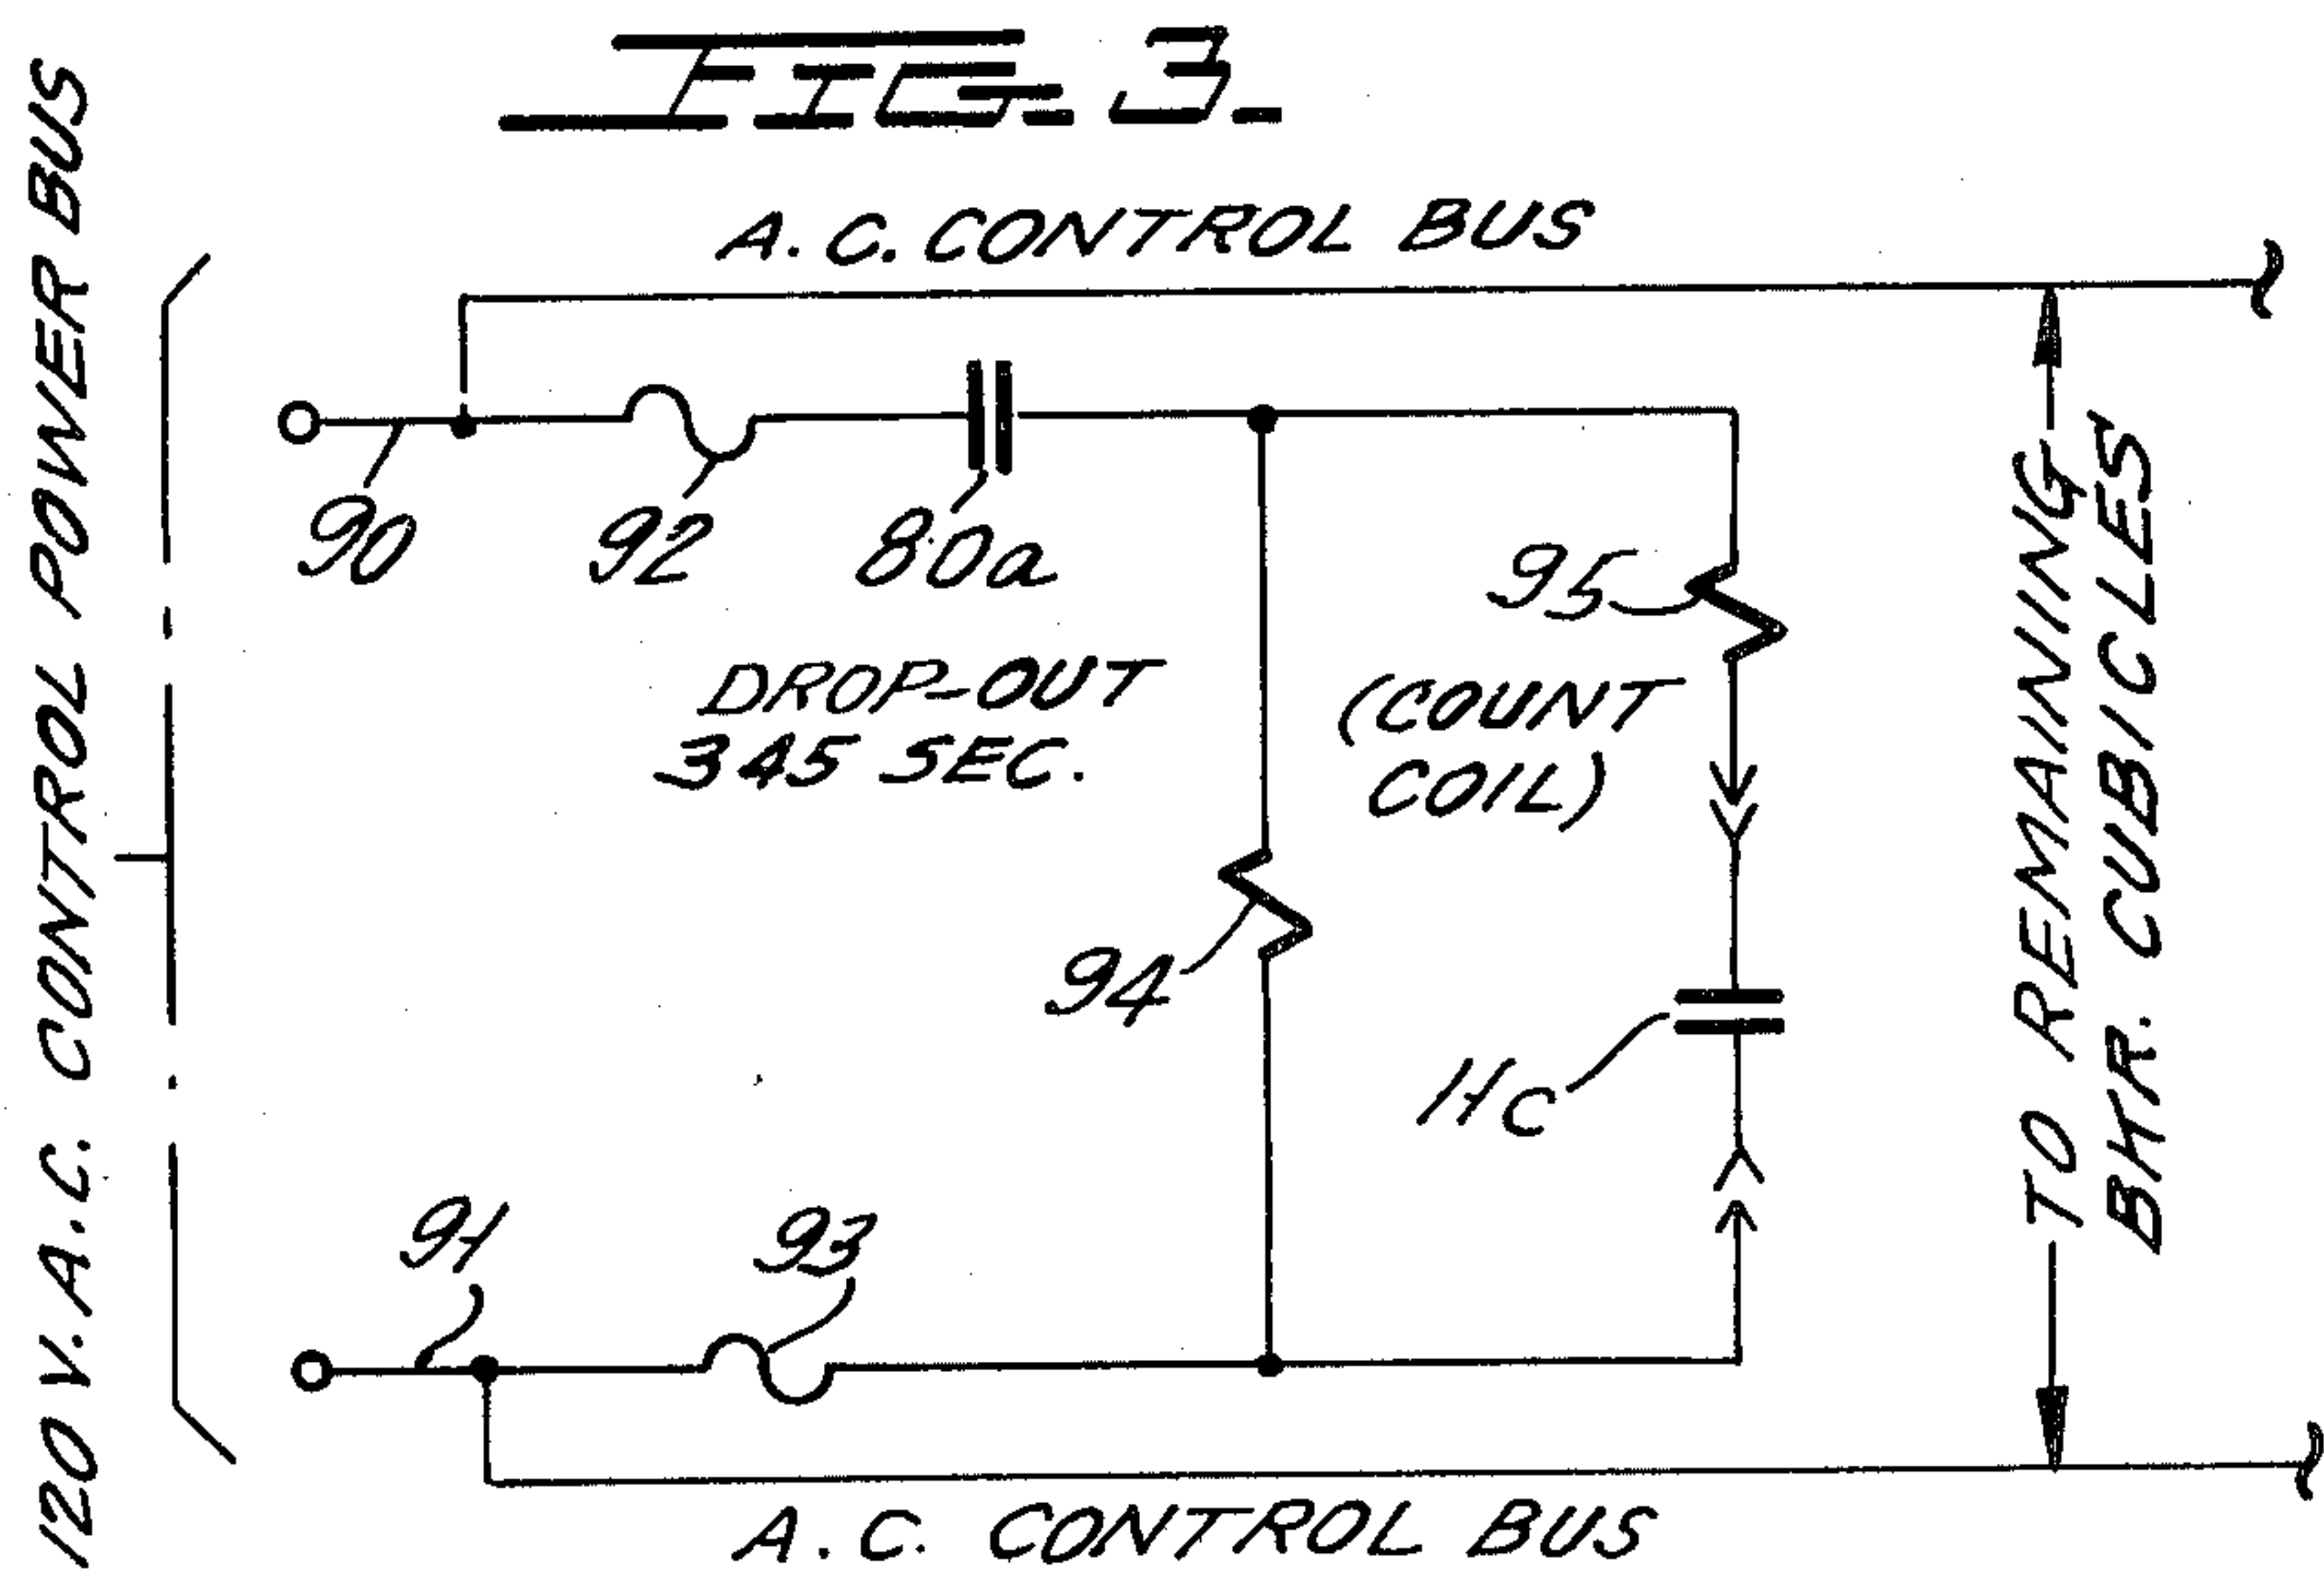 FIG. 3.
120 V.A.C. CONTROL POWER BUS
A.C. CONTROL BUS
90
92
80a
DROP-OUT
345 SEC.
95
(COUNT
COIL)
94
Hc
91
93
TO REMAINING
BKR. CUBICLES
A.C. CONTROL BUS